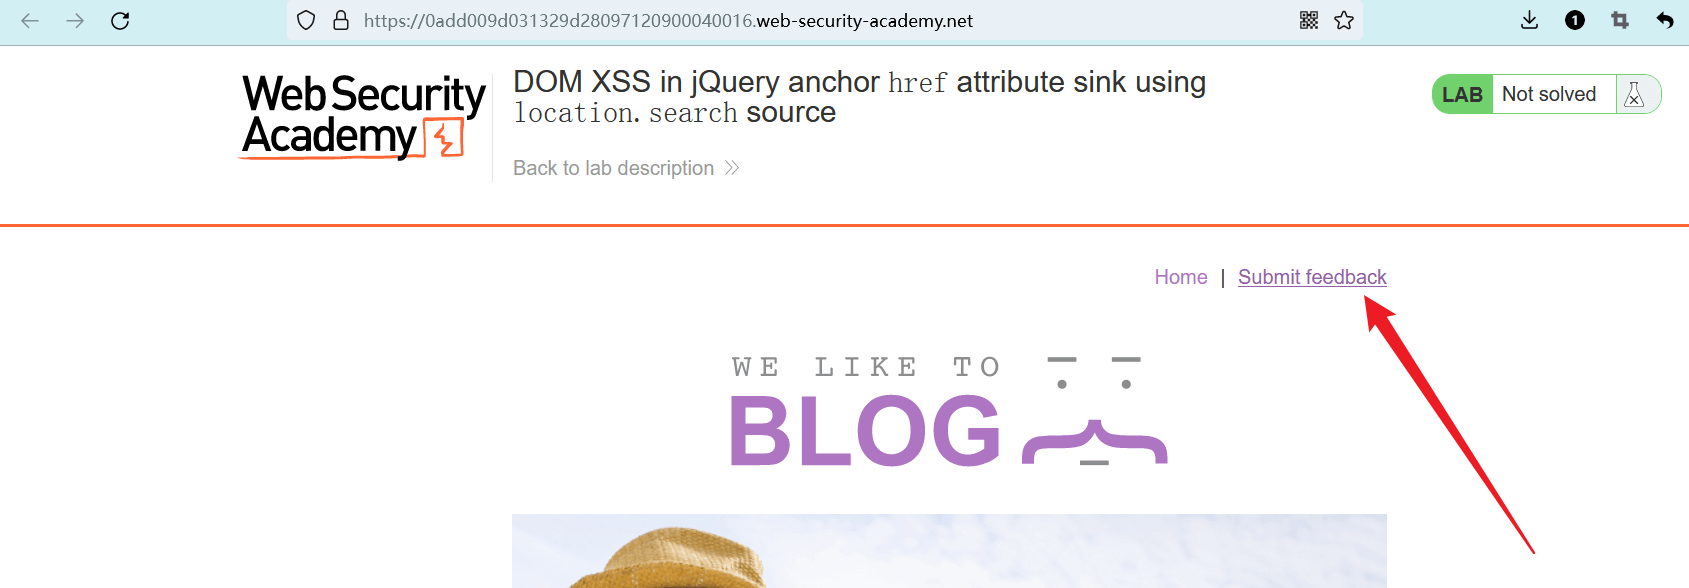 https://0add009d031329d28097120900040016.web-security-academy.net
1
Web Security
Academy
DOM XSS in jQuery anchor href attribute sink using
location.search source
Back to lab description
LAB Not solved
Home | Submit feedback
WE LIKE TO
BLOG